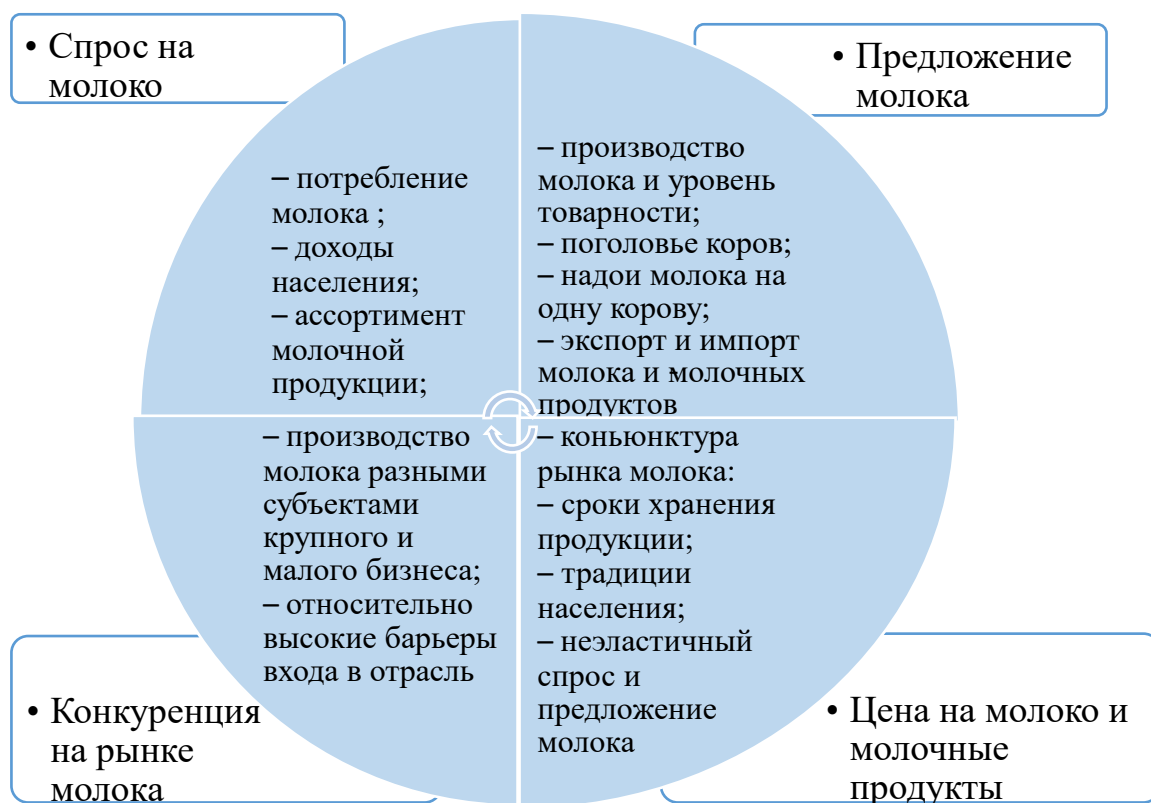 • Спрос на
молоко
• Предложение
молока
– потребление
молока ;
– доходы
населения;
– ассортимент
молочной
продукции;
– производство
молока и уровень
товарности;
– поголовье коров;
– надои молока на
одну корову;
– экспорт и импорт
молока и молочных
продуктов
– производство
молока разными
субъектами
крупного и
малого бизнеса;
– относительно
высокие барьеры
входа в отрасль
– коньюнктура
рынка молока:
– сроки хранения
продукции;
– традиции
населения;
– неэластичный
спрос и
предложение
молока
• Конкуренция
на рынке
молока
• Цена на молоко и
молочные
продукты